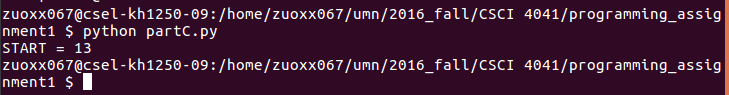 zuoxx067@csel-kh1250-09:/home/zuoxx067/umn/2016_fall/CSCI 4041/programming_assig
nment1 $ python partC.py
START = 13
zuoxx067@csel-kh1250-09:/home/zuoxx067/umn/2016_fall/CSCI 4041/programming_assig
nment1 $